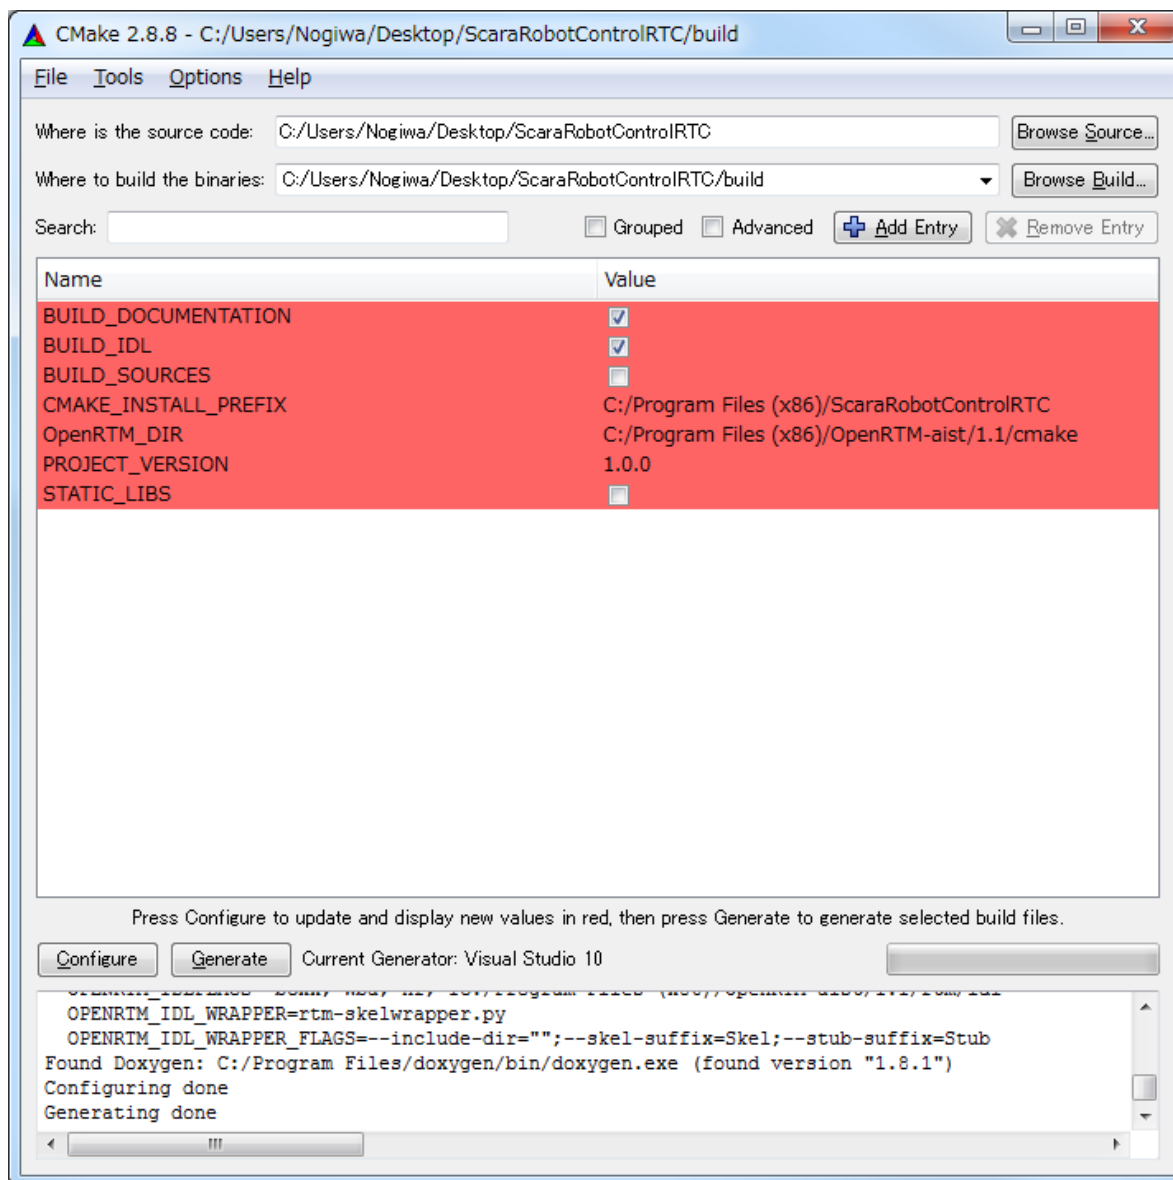 CMake 2.8.8 - C:/Users/Nogiwa/Desktop/ScaraRobotControlRTC/build
File Tools Options Help
Where is the source code: C:/Users/Nogiwa/Desktop/ScaraRobotControlRTC Browse Source...
Where to build the binaries: C:/Users/Nogiwa/Desktop/ScaraRobotControlRTC/build Browse Build...
Search: Grouped Advanced Add Entry Remove Entry
Name Value
BUILD_DOCUMENTATION
BUILD_IDL
BUILD_SOURCES
CMAKE_INSTALL_PREFIX C:/Program Files (x86)/ScaraRobotControlRTC
OpenRTM_DIR C:/Program Files (x86)/OpenRTM-aist/1.1/cmake
PROJECT_VERSION 1.0.0
STATIC_LIBS
Press Configure to update and display new values in red, then press Generate to generate selected build files.
Configure Generate Current Generator: Visual Studio 10
OPENRTM_IDL_WRAPPER=rtm-skelwrapper.py
OPENRTM_IDL_WRAPPER_FLAGS=--include-dir="";--skel-suffix=Skel;--stub-suffix=Stub
Found Doxygen: C:/Program Files/doxygen/bin/doxygen.exe (found version "1.8.1")
Configuring done
Generating done